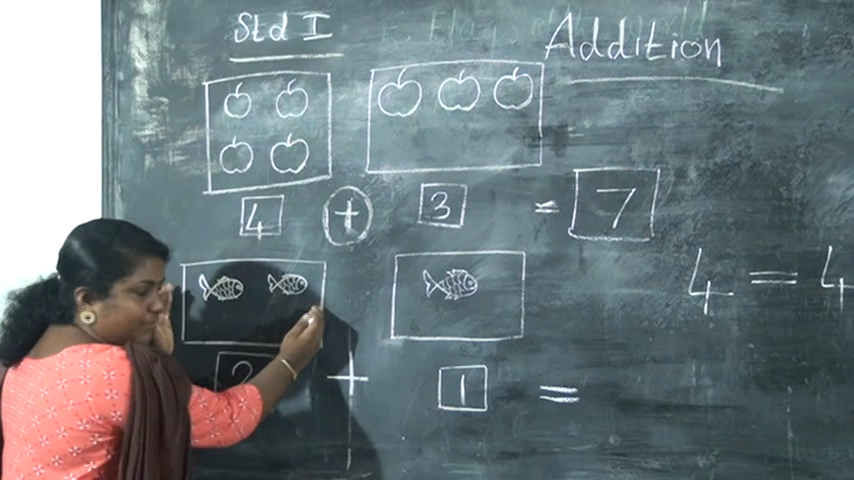 Std I
Addition
4 + 3 = 7
4 = 4
2 + 1 =